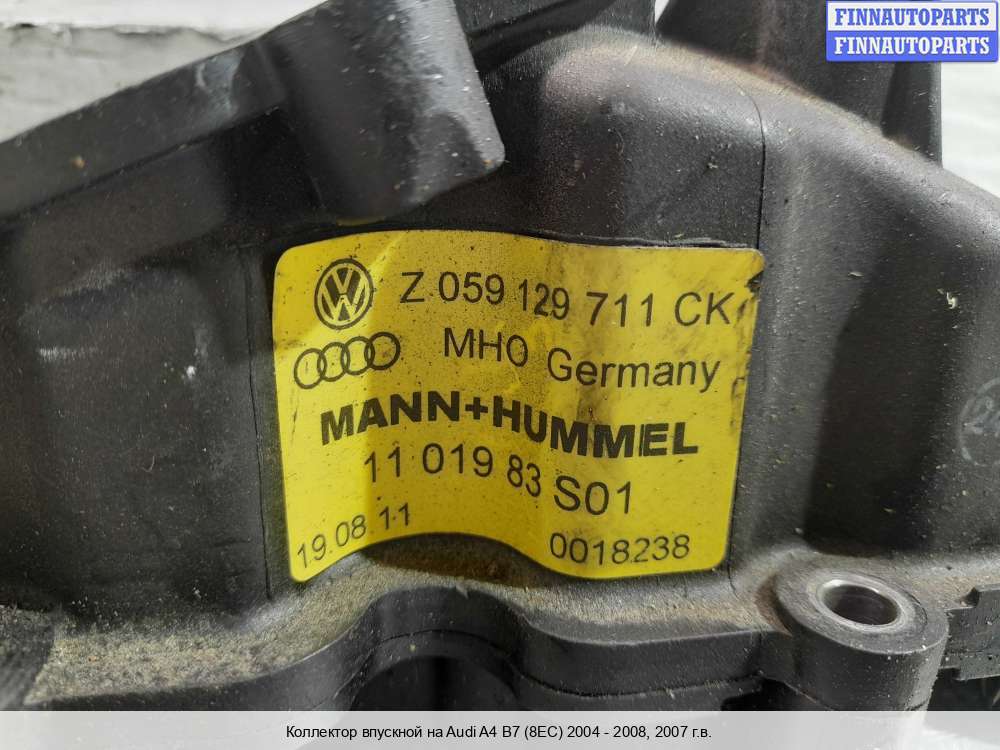 FINNAUTOPARTS
FINNAUTOPARTS
Z 059 129 711 CK
MHO Germany
MANN+HUMMEL
11 019 83 S01
19.08.11
0018238
Коллектор впускной на Audi A4 B7 (8EC) 2004 - 2008, 2007 г.в.